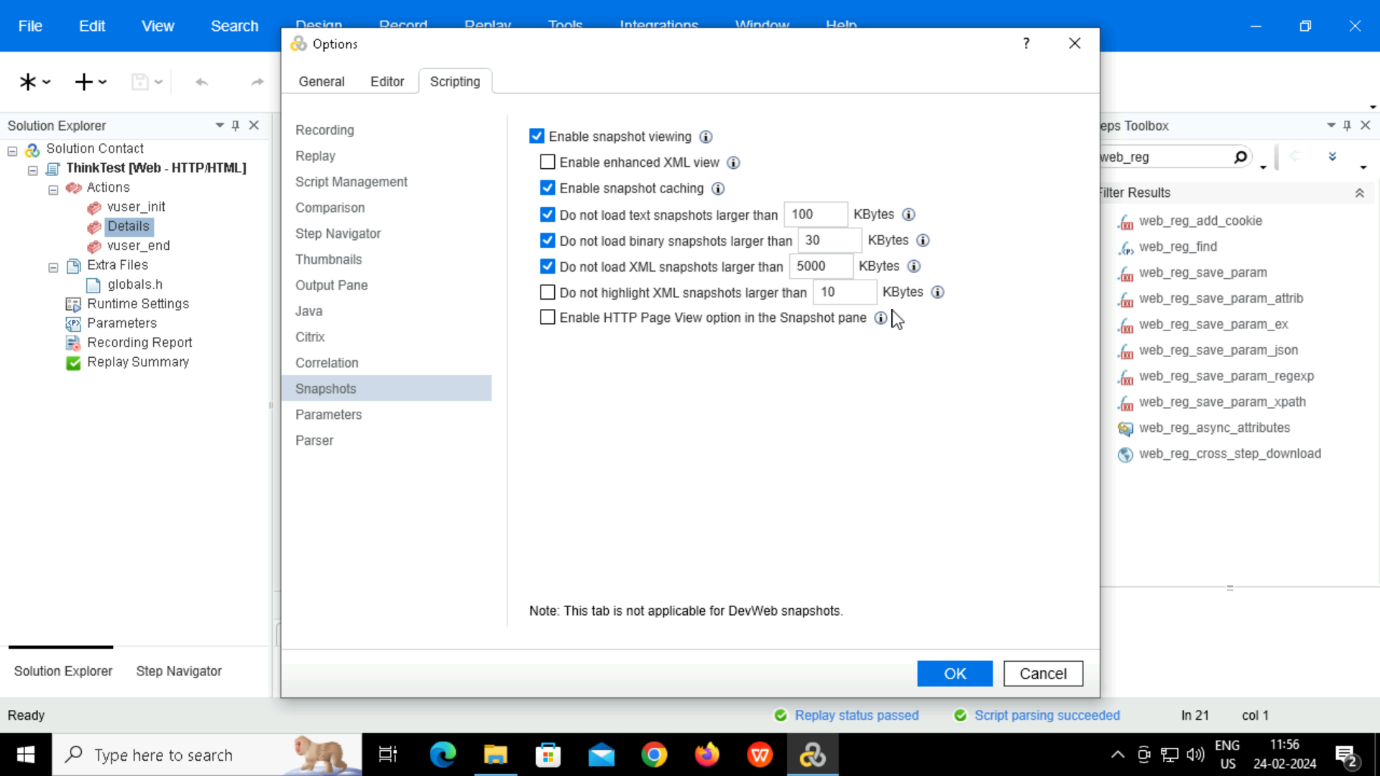 File Edit View Search Design Record Replay Tools Integrations Window Help
Options
?
General Editor Scripting
Solution Explorer
Solution Contact
ThinkTest [Web - HTTP/HTML]
Actions
vuser_init
Details
vuser_end
Extra Files
globals.h
Runtime Settings
Parameters
Recording Report
Replay Summary
Solution Explorer Step Navigator
Recording
Replay
Script Management
Comparison
Step Navigator
Thumbnails
Output Pane
Java
Citrix
Correlation
Snapshots
Parameters
Parser
Enable snapshot viewing
Enable enhanced XML view
Enable snapshot caching
Do not load text snapshots larger than 100 KBytes
Do not load binary snapshots larger than 30 KBytes
Do not load XML snapshots larger than 5000 KBytes
Do not highlight XML snapshots larger than 10 KBytes
Enable HTTP Page View option in the Snapshot pane
Note: This tab is not applicable for DevWeb snapshots.
OK Cancel
eps Toolbox
web_reg
Filter Results
web_reg_add_cookie
web_reg_find
web_reg_save_param
web_reg_save_param_attrib
web_reg_save_param_ex
web_reg_save_param_json
web_reg_save_param_regexp
web_reg_save_param_xpath
web_reg_async_attributes
web_reg_cross_step_download
Ready Replay status passed Script parsing succeeded ln 21 col 1
Type here to search
ENG
US
11:56
24-02-2024
2